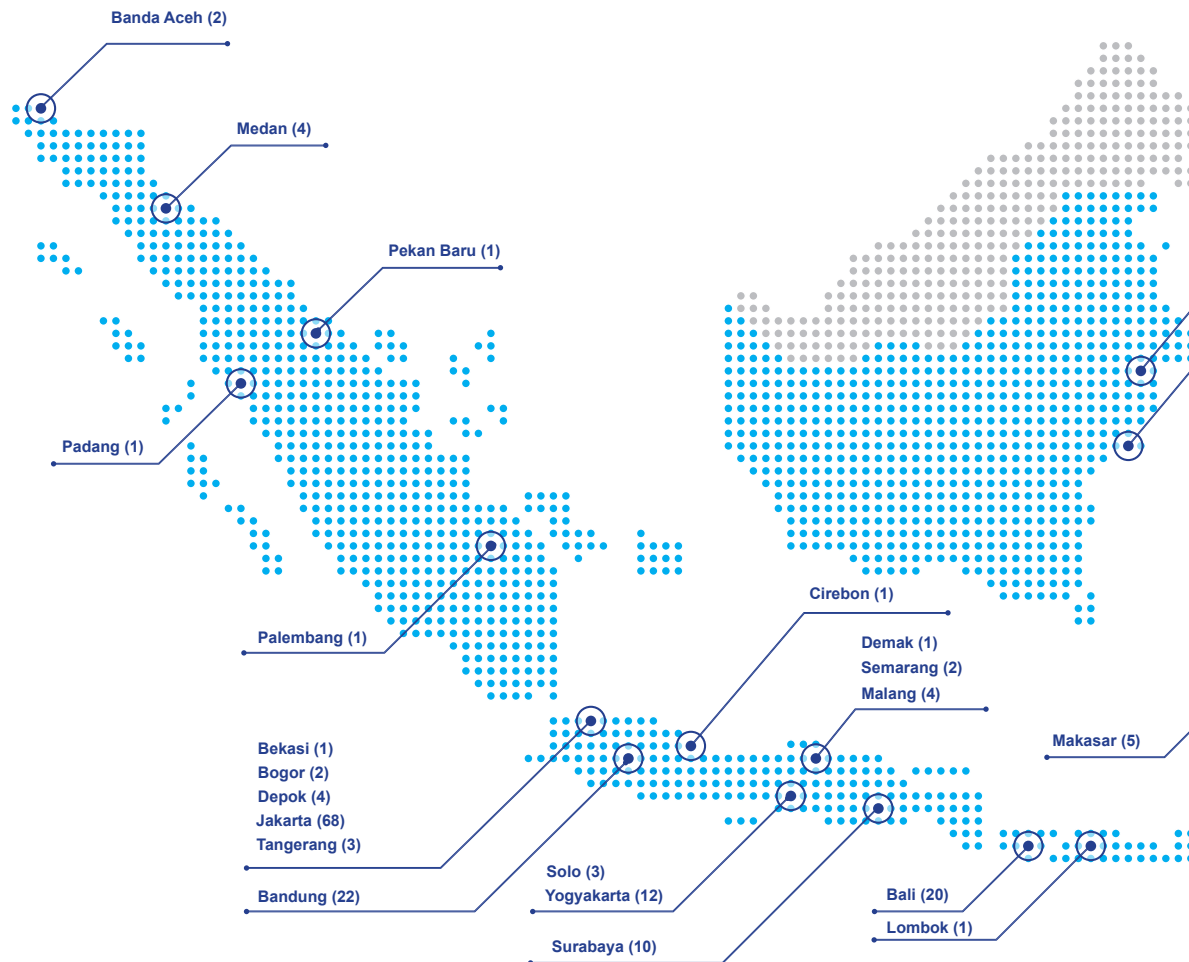 Banda Aceh (2)
Medan (4)
Pekan Baru (1)
Padang (1)
Palembang (1)
Cirebon (1)
Demak (1)
Semarang (2)
Malang (4)
Makasar (5)
Bekasi (1)
Bogor (2)
Depok (4)
Jakarta (68)
Tangerang (3)
Bandung (22)
Solo (3)
Yogyakarta (12)
Surabaya (10)
Bali (20)
Lombok (1)